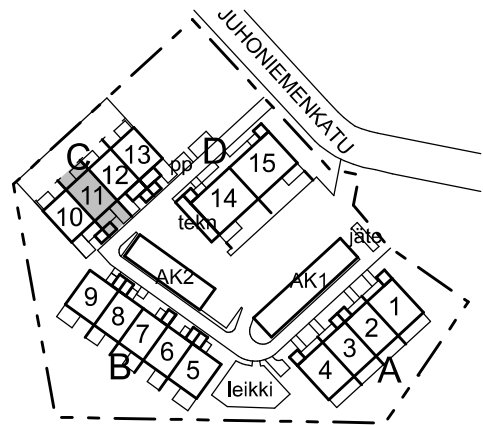 JUHONIEMENKATU
C
13
12
11
10
pp
D
15
14
tekn
jäte
AK2
AK1
9
8
7
6
5
B
1
2
3
4
A
leikki